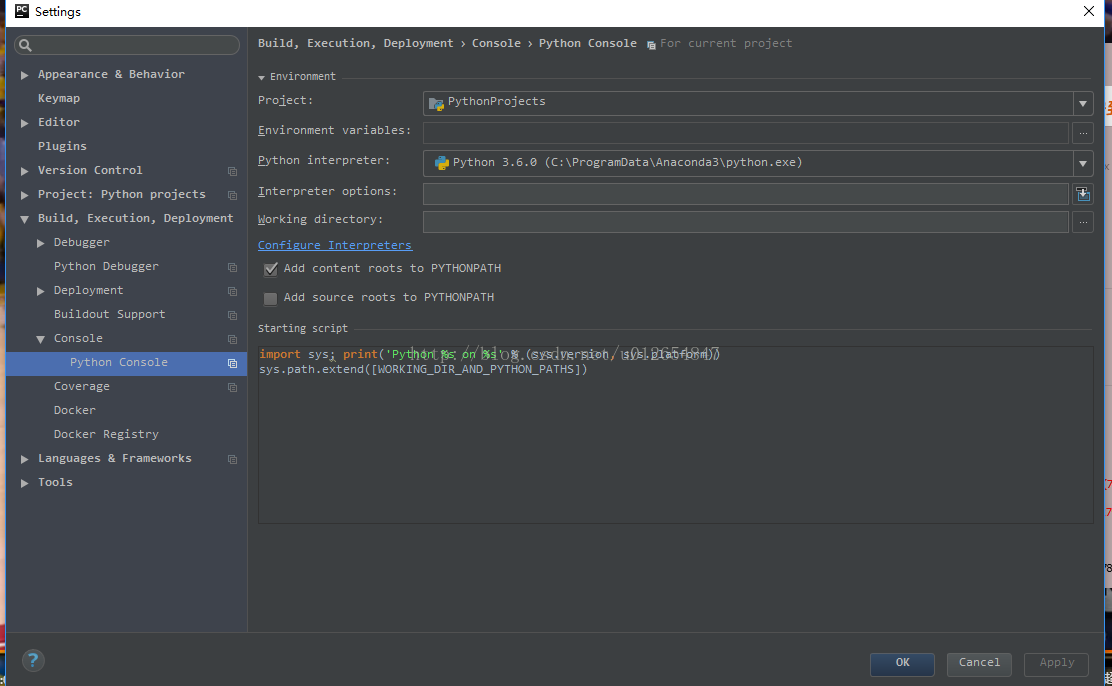 PC Settings
Build, Execution, Deployment › Console › Python Console For current project
Appearance & Behavior
Keymap
Editor
Plugins
Version Control
Project: Python projects
Build, Execution, Deployment
Debugger
Python Debugger
Deployment
Buildout Support
Console
Python Console
Coverage
Docker
Docker Registry
Languages & Frameworks
Tools
Environment
Project: PythonProjects
Environment variables: ...
Python interpreter: Python 3.6.0 (C:\ProgramData\Anaconda3\python.exe)
Interpreter options:
Working directory: ...
Configure Interpreters
Add content roots to PYTHONPATH
Add source roots to PYTHONPATH
Starting script
import sys; print('Python %s on %s' % (sys.version, sys.platform))
http://blog.csdn.net/u012654847
sys.path.extend([WORKING_DIR_AND_PYTHON_PATHS])
?
OK Cancel Apply